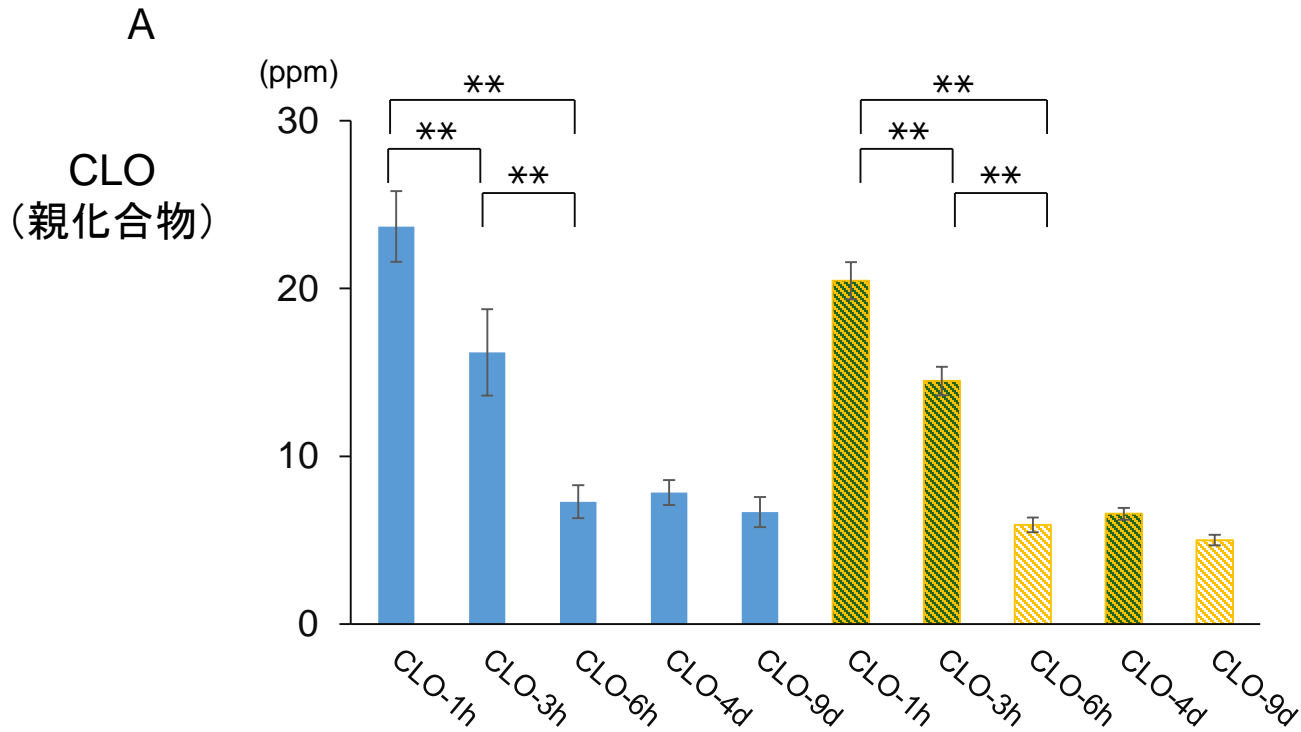 A
(ppm)
CLO
（親化合物）
** **
** **
** **
30
20
10
0
CLO-1h CLO-3h CLO-6h CLO-4d CLO-9d CLO-1h CLO-3h CLO-6h CLO-4d CLO-9d